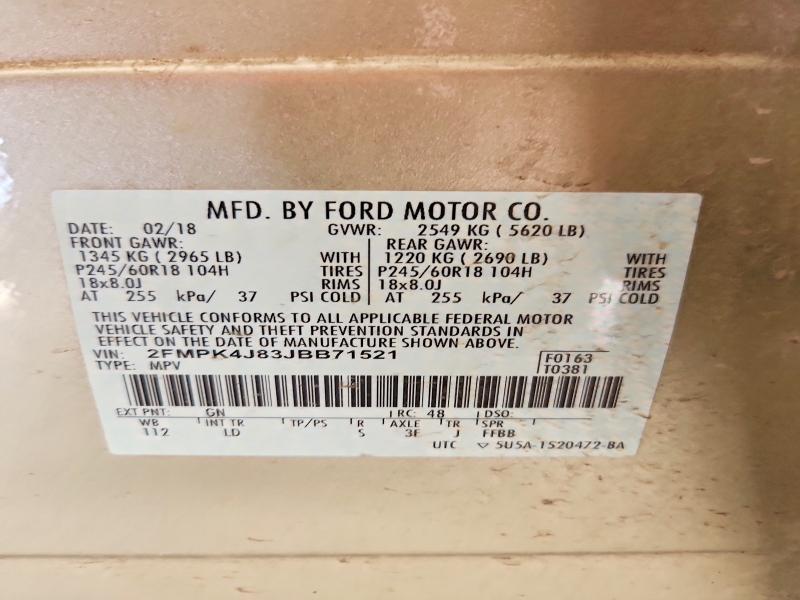 MFD. BY FORD MOTOR CO.
DATE: 02/18 GVWR: 2549 KG ( 5620 LB)
FRONT GAWR: REAR GAWR:
1345 KG ( 2965 LB) WITH 1220 KG ( 2690 LB) WITH
P245/60R18 104H TIRES P245/60R18 104H TIRES
18x8.0J RIMS 18x8.0J RIMS
AT 255 kPa/ 37 PSI COLD AT 255 kPa/ 37 PSI COLD
THIS VEHICLE CONFORMS TO ALL APPLICABLE FEDERAL MOTOR
VEHICLE SAFETY AND THEFT PREVENTION STANDARDS IN
EFFECT ON THE DATE OF MANUFACTURE SHOWN ABOVE.
VIN: 2FMPK4J83JBB71521 F0163
TYPE: MPV T0381
EXT PNT: GN RC: 48 DSO:
WB INT TR TP/PS R AXLE TR SPR
112 LD S 3F J FFBB
UTC ▽ 5U5A-1520472-BA